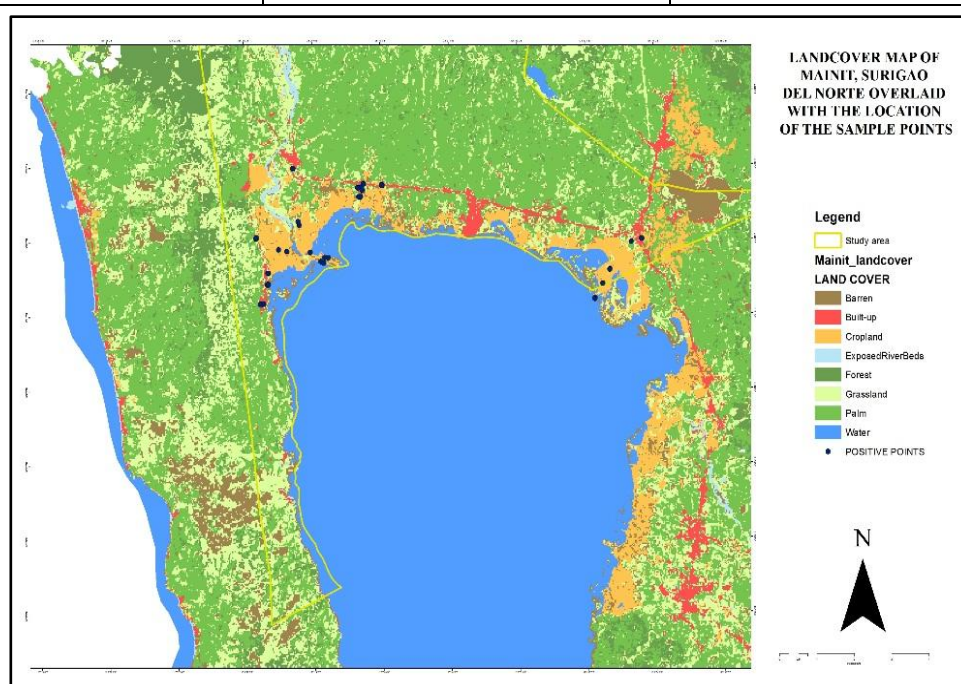 LANDCOVER MAP OF
MAINIT, SURIGAO
DEL NORTE OVERLAID
WITH THE LOCATION
OF THE SAMPLE POINTS
Legend
Study area
Mainit_landcover
LAND COVER
Barren
Built-up
Cropland
ExposedRiverBeds
Forest
Grassland
Palm
Water
POSITIVE POINTS
N